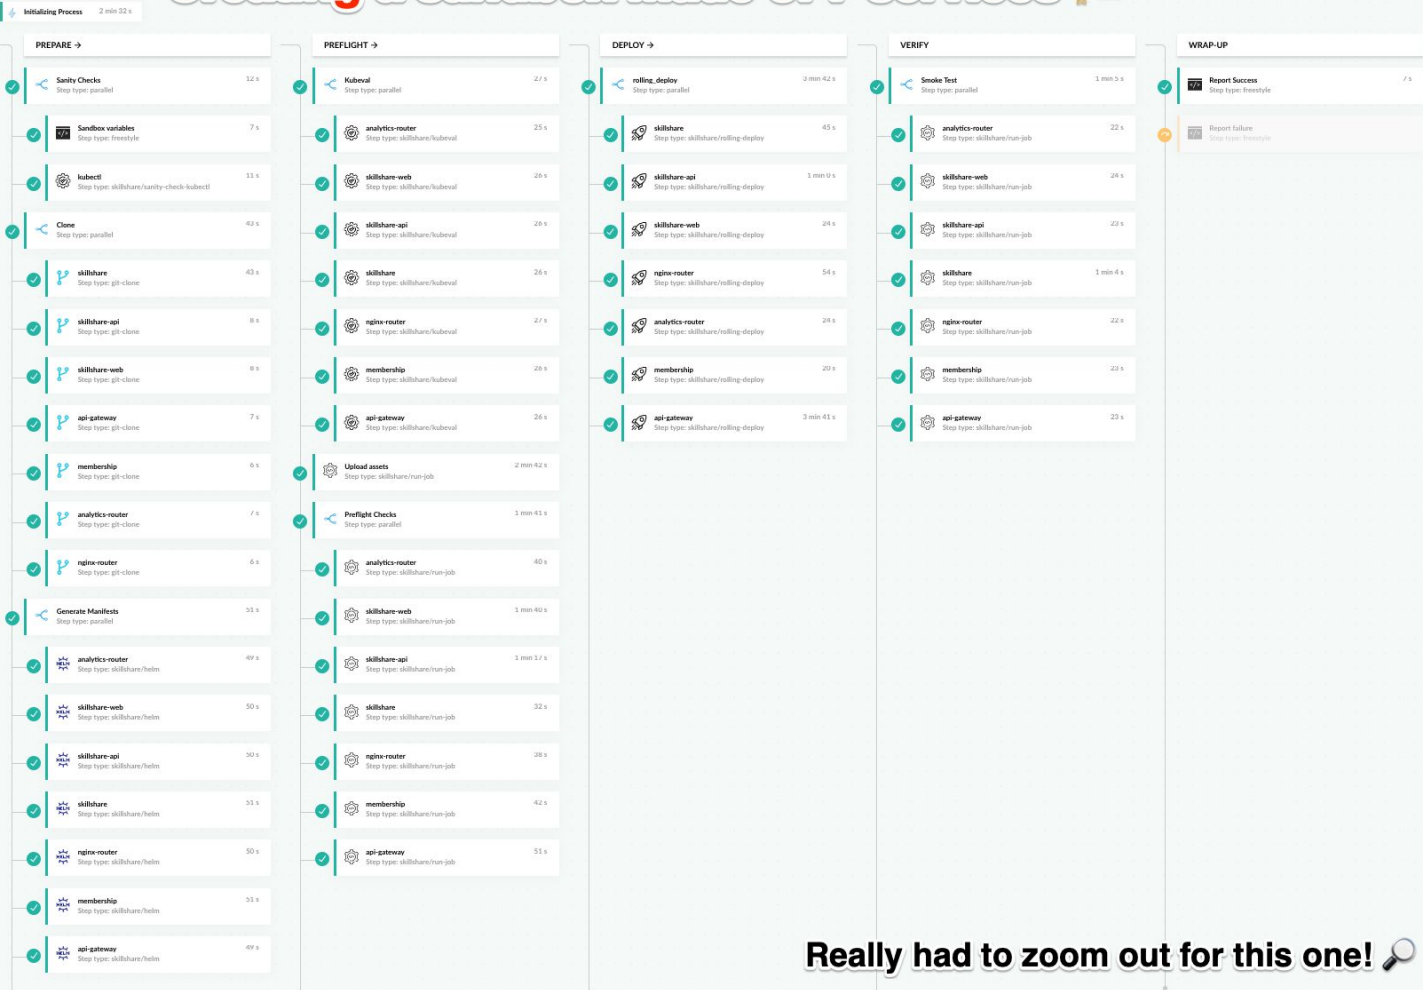 Initializing Process 2 min 32 s
PREPARE →
Sanity Checks 12 s
Step type: parallel
Sandbox variables 7 s
Step type: freestyle
kubectl 11 s
Step type: skillshare/sanity-check-kubectl
Clone 43 s
Step type: parallel
skillshare 43 s
Step type: git-clone
skillshare-api 8 s
Step type: git-clone
skillshare-web 8 s
Step type: git-clone
api-gateway 7 s
Step type: git-clone
membership 6 s
Step type: git-clone
analytics-router 7 s
Step type: git-clone
nginx-router 6 s
Step type: git-clone
Generate Manifests 51 s
Step type: parallel
analytics-router 49 s
Step type: skillshare/helm
skillshare-web 50 s
Step type: skillshare/helm
skillshare-api 50 s
Step type: skillshare/helm
skillshare 51 s
Step type: skillshare/helm
nginx-router 50 s
Step type: skillshare/helm
membership 51 s
Step type: skillshare/helm
api-gateway 49 s
Step type: skillshare/helm
PREFLIGHT →
Kubeval 27 s
Step type: parallel
analytics-router 25 s
Step type: skillshare/kubeval
skillshare-web 26 s
Step type: skillshare/kubeval
skillshare-api 26 s
Step type: skillshare/kubeval
skillshare 26 s
Step type: skillshare/kubeval
nginx-router 27 s
Step type: skillshare/kubeval
membership 26 s
Step type: skillshare/kubeval
api-gateway 26 s
Step type: skillshare/kubeval
Upload assets 2 min 42 s
Step type: skillshare/run-job
Preflight Checks 1 min 41 s
Step type: parallel
analytics-router 40 s
Step type: skillshare/run-job
skillshare-web 1 min 40 s
Step type: skillshare/run-job
skillshare-api 1 min 17 s
Step type: skillshare/run-job
skillshare 32 s
Step type: skillshare/run-job
nginx-router 38 s
Step type: skillshare/run-job
membership 42 s
Step type: skillshare/run-job
api-gateway 51 s
Step type: skillshare/run-job
DEPLOY →
rolling_deploy 3 min 42 s
Step type: parallel
skillshare 45 s
Step type: skillshare/rolling-deploy
skillshare-api 1 min 0 s
Step type: skillshare/rolling-deploy
skillshare-web 24 s
Step type: skillshare/rolling-deploy
nginx-router 54 s
Step type: skillshare/rolling-deploy
analytics-router 24 s
Step type: skillshare/rolling-deploy
membership 20 s
Step type: skillshare/rolling-deploy
api-gateway 3 min 41 s
Step type: skillshare/rolling-deploy
VERIFY
Smoke Test 1 min 5 s
Step type: parallel
analytics-router 22 s
Step type: skillshare/run-job
skillshare-web 24 s
Step type: skillshare/run-job
skillshare-api 23 s
Step type: skillshare/run-job
skillshare 1 min 4 s
Step type: skillshare/run-job
nginx-router 22 s
Step type: skillshare/run-job
membership 23 s
Step type: skillshare/run-job
api-gateway 23 s
Step type: skillshare/run-job
WRAP-UP
Report Success 7 s
Step type: freestyle
Report failure
Step type: freestyle
Really had to zoom out for this one!